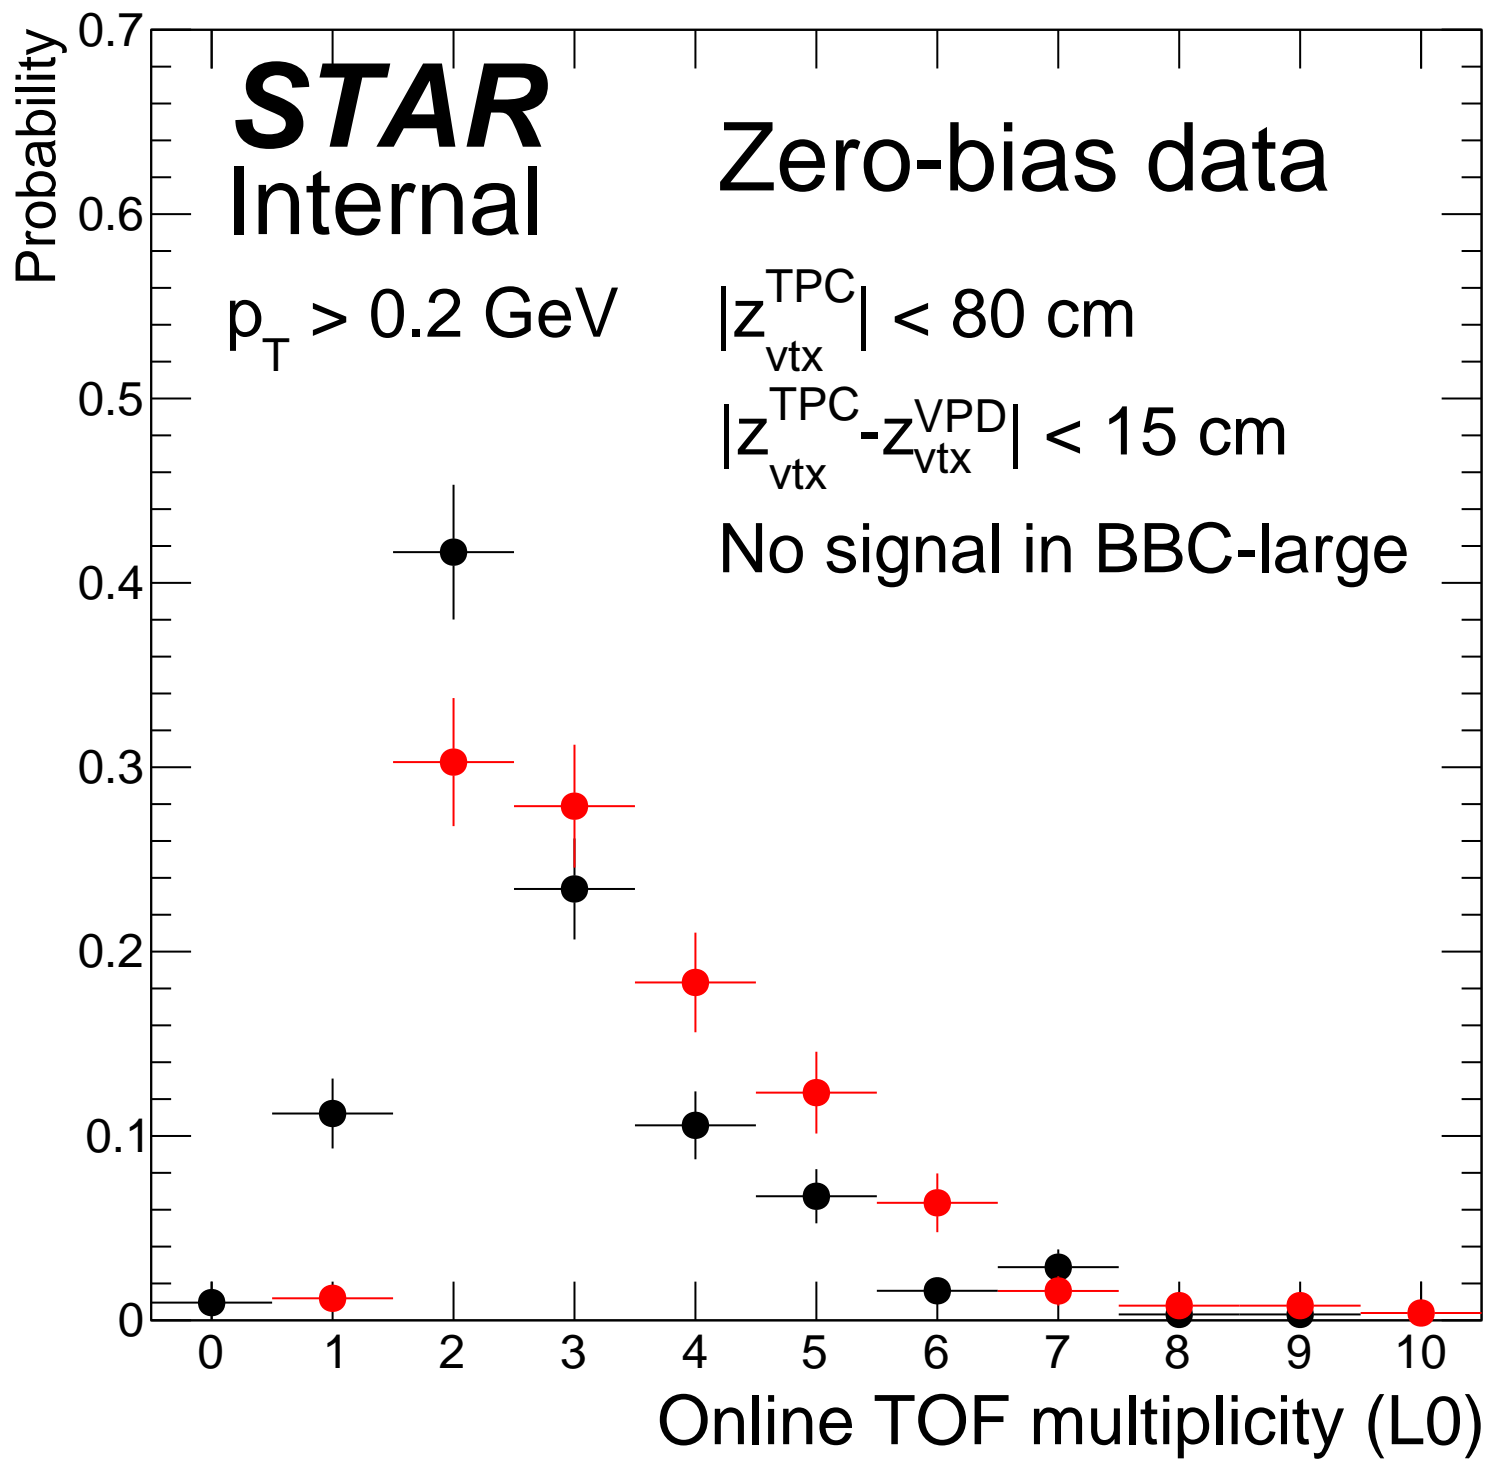 Probability
0.7
0.6
0.5
0.4
0.3
0.2
0.1
0
STAR
Internal
p_T > 0.2 GeV
Zero-bias data
|z_vtx^TPC| < 80 cm
|z_vtx^TPC-z_vtx^VPD| < 15 cm
No signal in BBC-large
0 1 2 3 4 5 6 7 8 9 10
Online TOF multiplicity (L0)